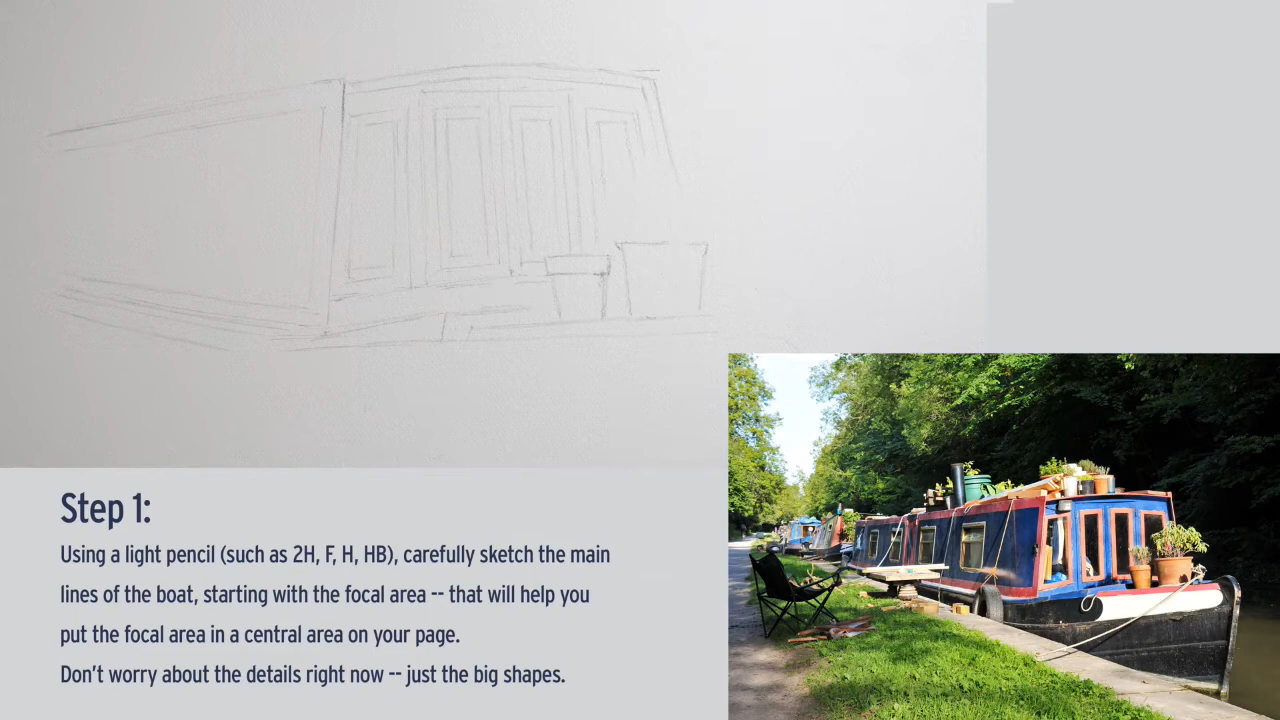 Step 1:
Using a light pencil (such as 2H, F, H, HB), carefully sketch the main
lines of the boat, starting with the focal area -- that will help you
put the focal area in a central area on your page.
Don't worry about the details right now -- just the big shapes.